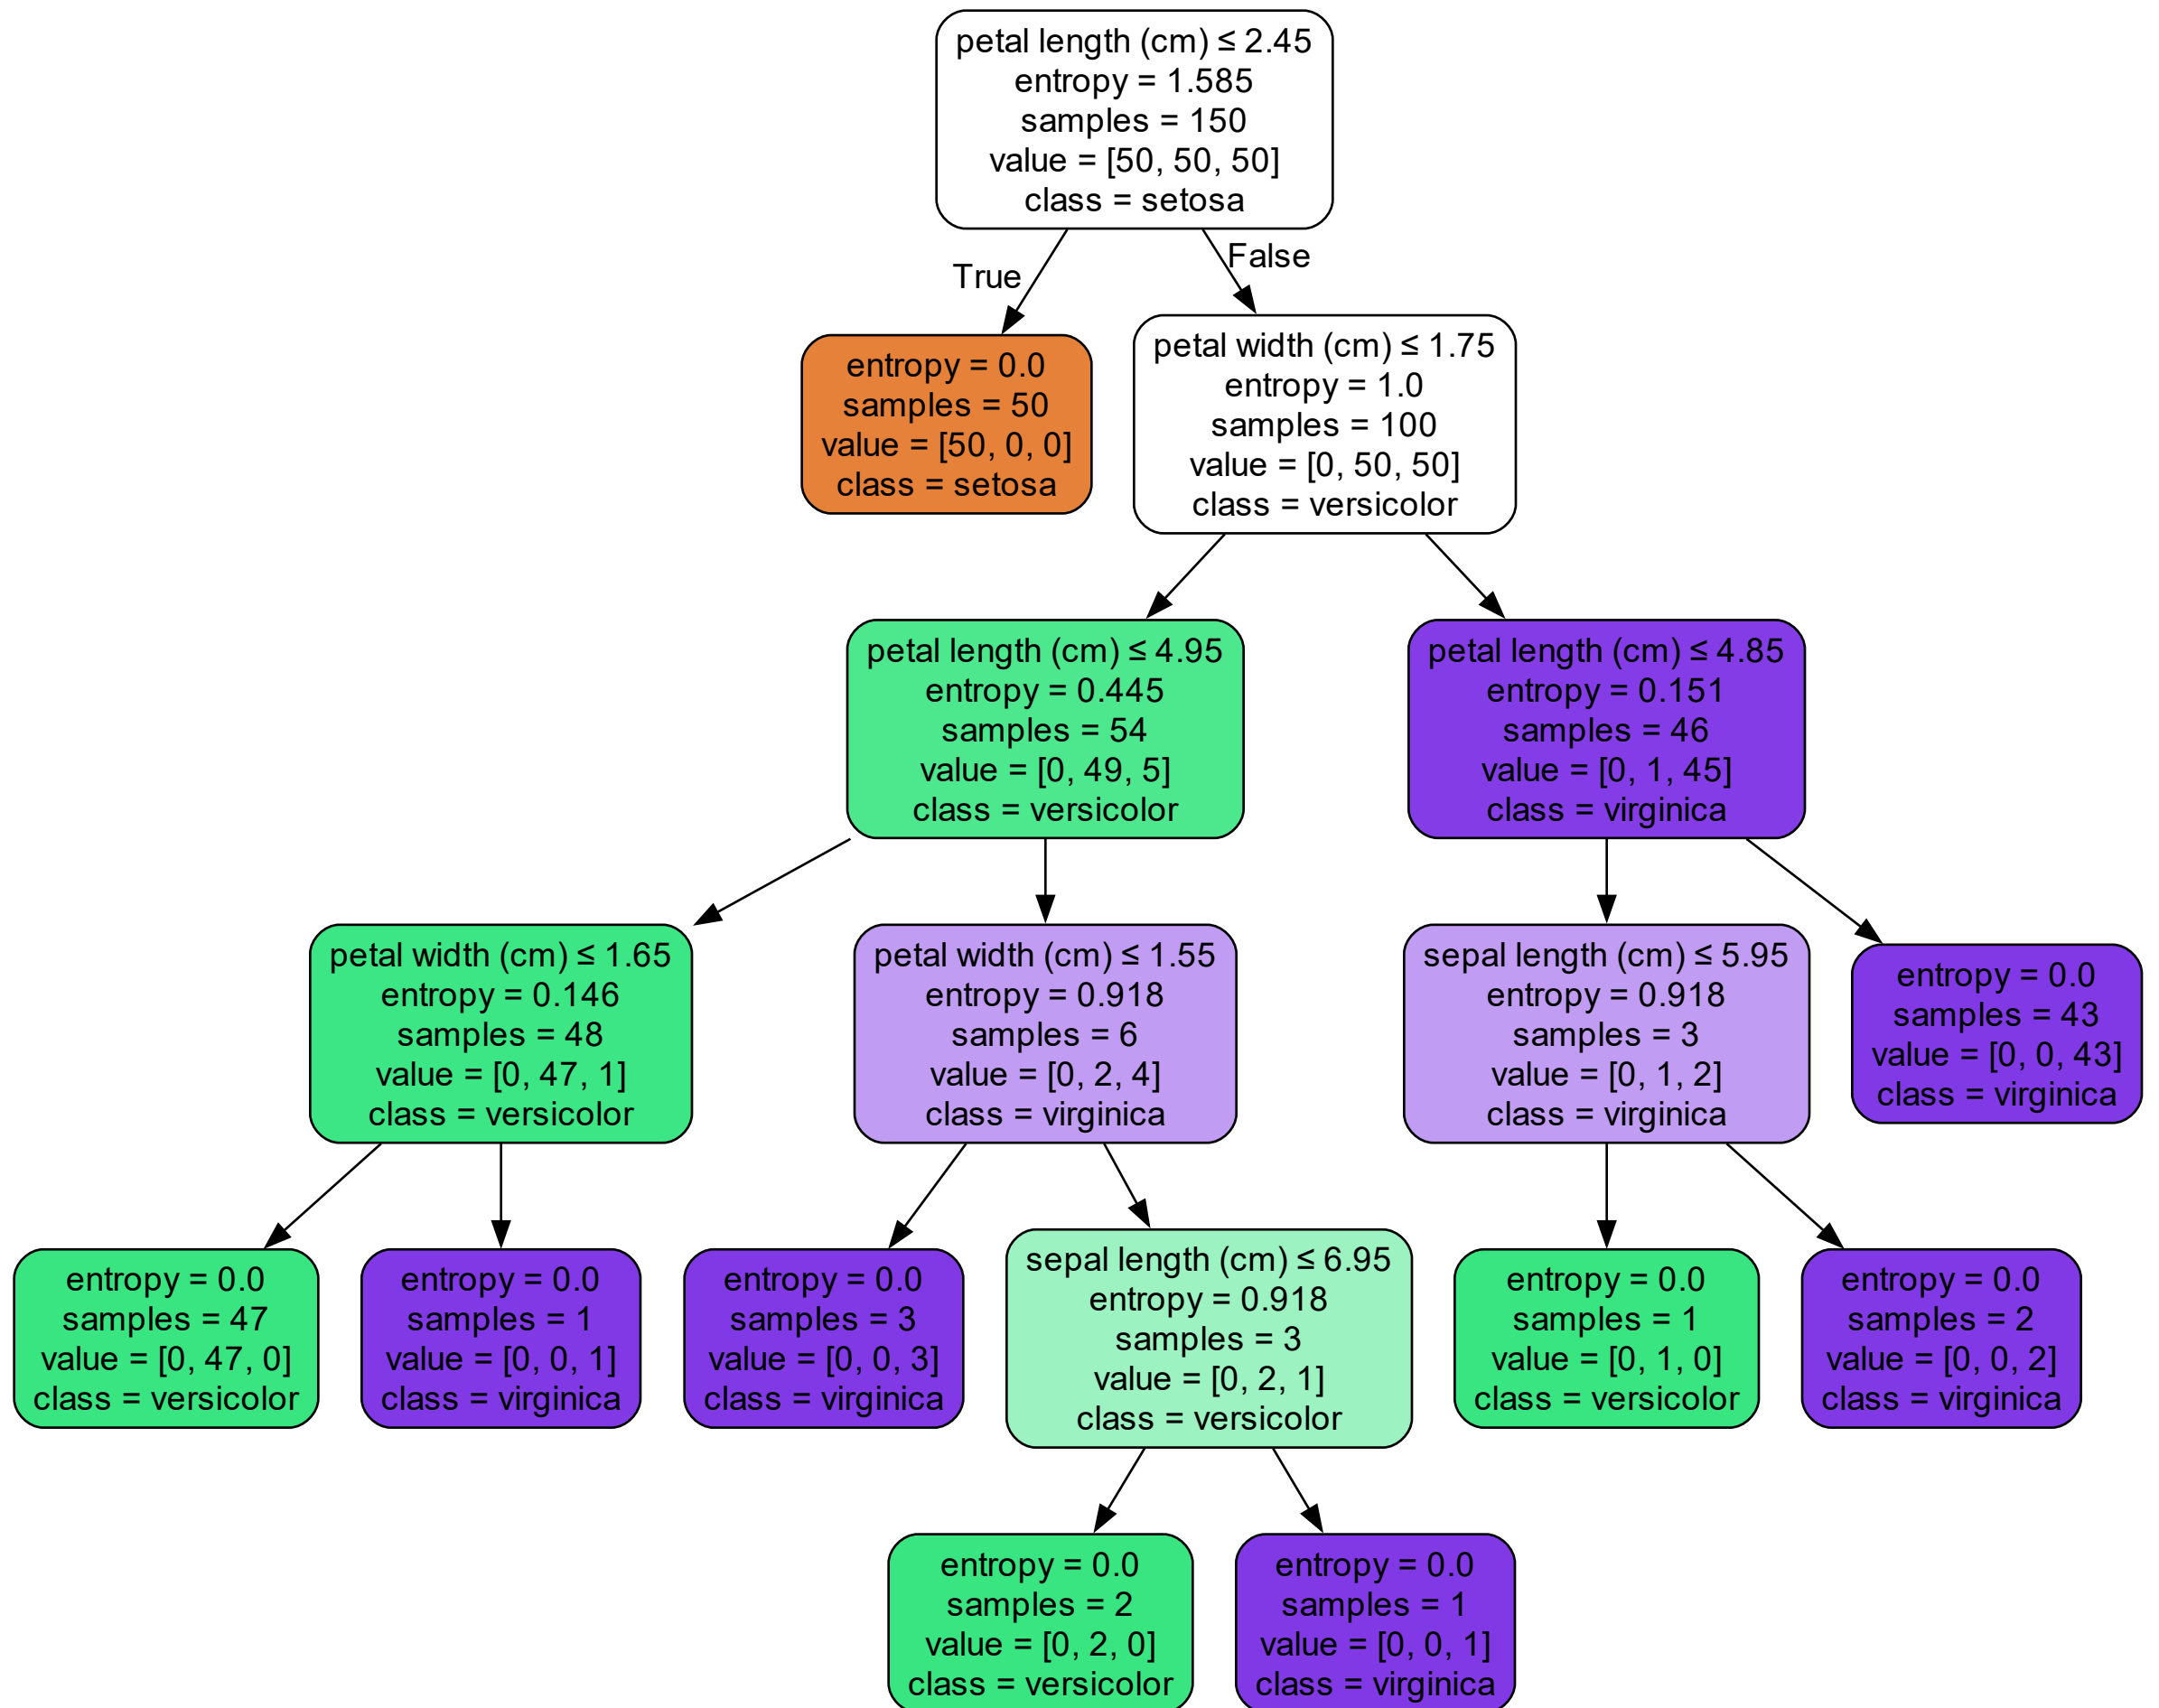 petal length (cm) ≤ 2.45
entropy = 1.585
samples = 150
value = [50, 50, 50]
class = setosa
True
False
entropy = 0.0
samples = 50
value = [50, 0, 0]
class = setosa
petal width (cm) ≤ 1.75
entropy = 1.0
samples = 100
value = [0, 50, 50]
class = versicolor
petal length (cm) ≤ 4.95
entropy = 0.445
samples = 54
value = [0, 49, 5]
class = versicolor
petal length (cm) ≤ 4.85
entropy = 0.151
samples = 46
value = [0, 1, 45]
class = virginica
petal width (cm) ≤ 1.65
entropy = 0.146
samples = 48
value = [0, 47, 1]
class = versicolor
petal width (cm) ≤ 1.55
entropy = 0.918
samples = 6
value = [0, 2, 4]
class = virginica
sepal length (cm) ≤ 5.95
entropy = 0.918
samples = 3
value = [0, 1, 2]
class = virginica
entropy = 0.0
samples = 43
value = [0, 0, 43]
class = virginica
entropy = 0.0
samples = 47
value = [0, 47, 0]
class = versicolor
entropy = 0.0
samples = 1
value = [0, 0, 1]
class = virginica
entropy = 0.0
samples = 3
value = [0, 0, 3]
class = virginica
sepal length (cm) ≤ 6.95
entropy = 0.918
samples = 3
value = [0, 2, 1]
class = versicolor
entropy = 0.0
samples = 1
value = [0, 1, 0]
class = versicolor
entropy = 0.0
samples = 2
value = [0, 0, 2]
class = virginica
entropy = 0.0
samples = 2
value = [0, 2, 0]
class = versicolor
entropy = 0.0
samples = 1
value = [0, 0, 1]
class = virginica